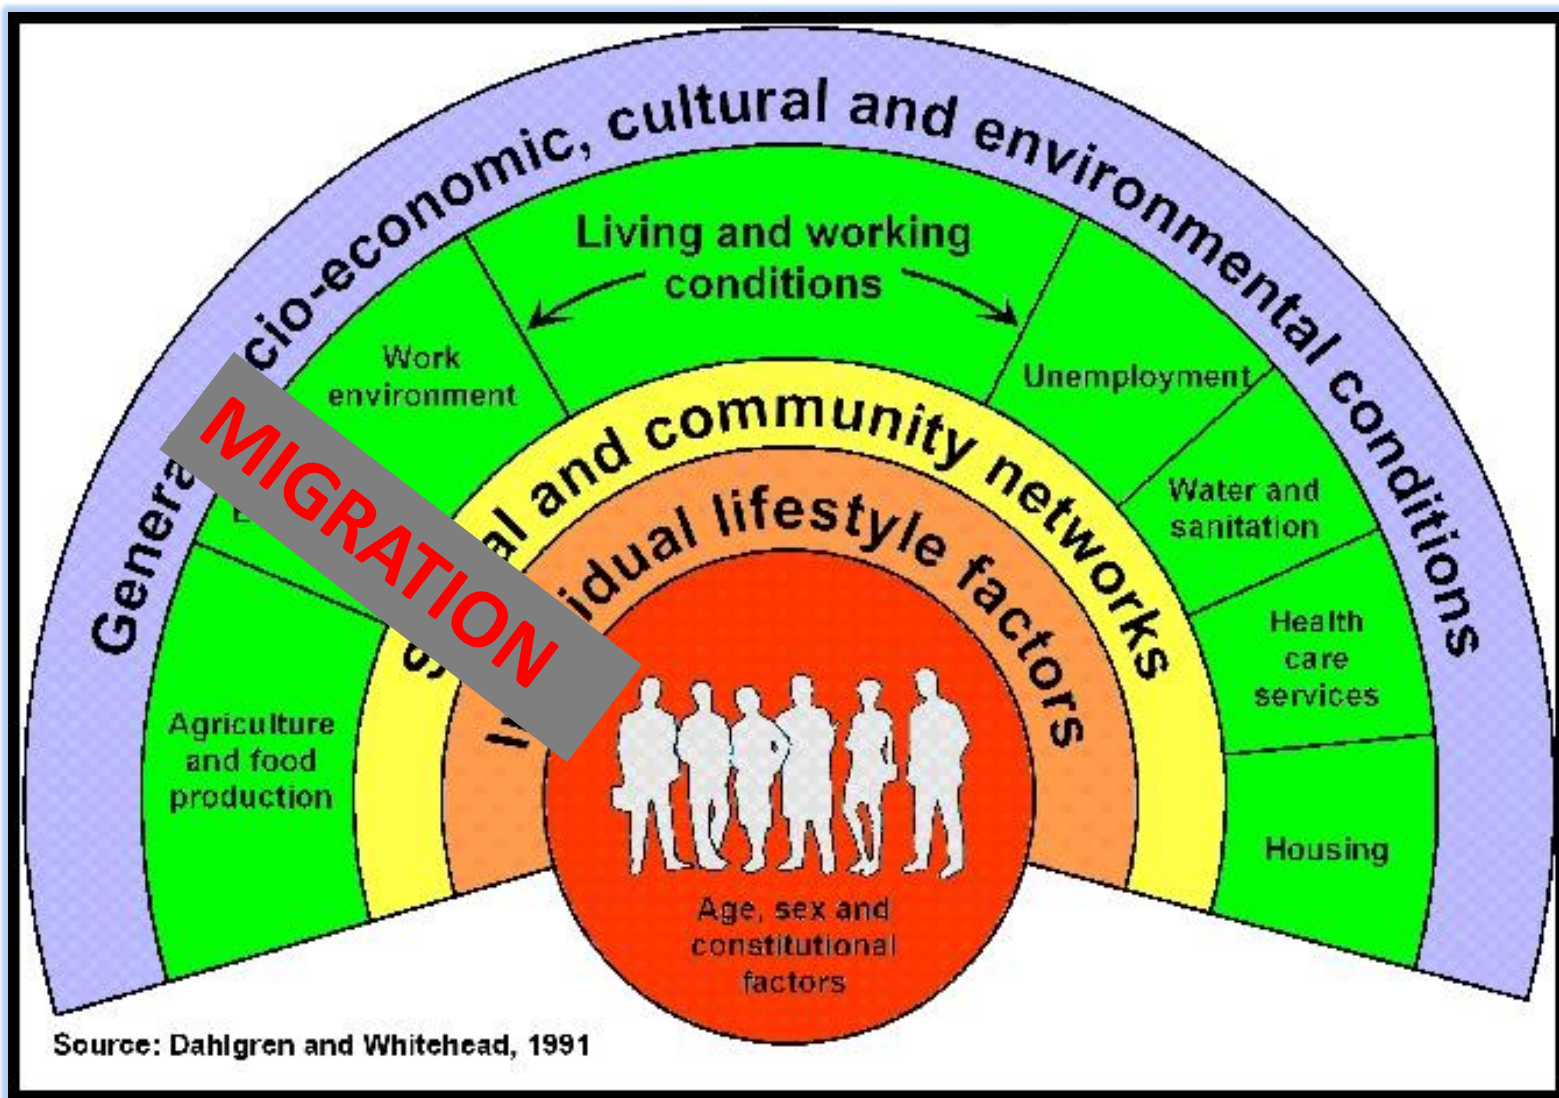 General socio-economic, cultural and environmental conditions
Living and working
conditions
Work
environment
MIGRATION
Unemployment
Water and
sanitation
Health
care
services
Housing
Agriculture
and food
production
and community networks
lifestyle factors
Age, sex and
constitutional
factors
Source: Dahlgren and Whitehead, 1991